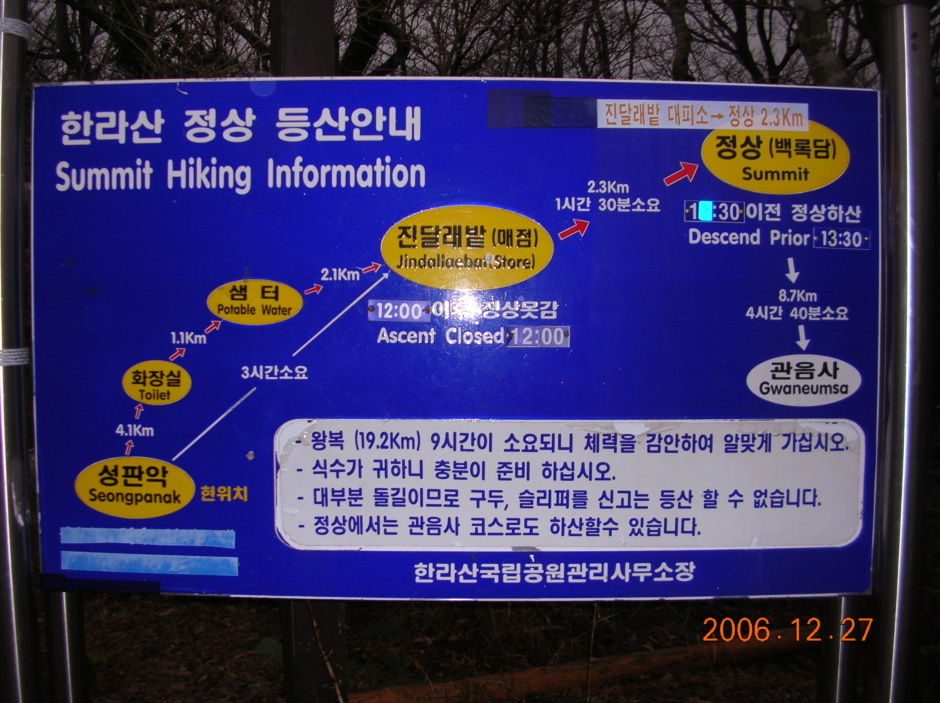 한라산 정상 등산안내
Summit Hiking Information
진달래밭 대피소→정상 2.3Km
정상 (백록담)
Summit
2.3Km
1시간 30분소요
:30 이전 정상하산
Descend Prior 13:30
진달래밭 (매점)
Jindallaebat (Store)
12:00 정상못감
Ascent Closed 12:00
2.1Km
샘 터
Potable Water
1.1Km
화장실
Toilet
4.1Km
3시간소요
성판악
Seongpanak
현위치
8.7Km
4시간 40분소요
관음사
Gwaneumsa
- 왕복 (19.2Km) 9시간이 소요되니 체력을 감안하여 알맞게 가십시오.
- 식수가 귀하니 충분이 준비 하십시오.
- 대부분 돌길이므로 구두, 슬리퍼를 신고는 등산 할 수 없습니다.
- 정상에서는 관음사 코스로도 하산할수 있습니다.
한라산국립공원관리사무소장
2006.12.27